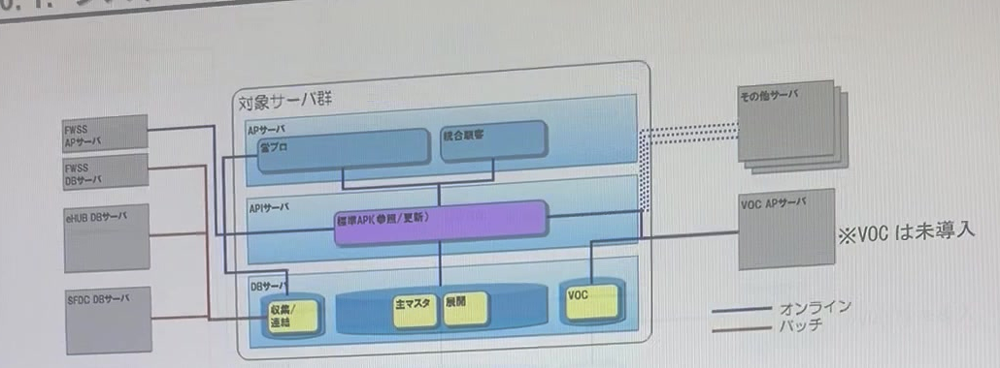 対象サーバ群
FWSS
APサーバ
FWSS
DBサーバ
eHUB DBサーバ
SFDC DBサーバ
APサーバ
営プロ
統合顧客
APIサーバ
標準API(参照/更新)
DBサーバ
収集/
連結
主マスタ
展開
VOC
その他サーバ
VOC APサーバ
※VOC は未導入
オンライン
バッチ